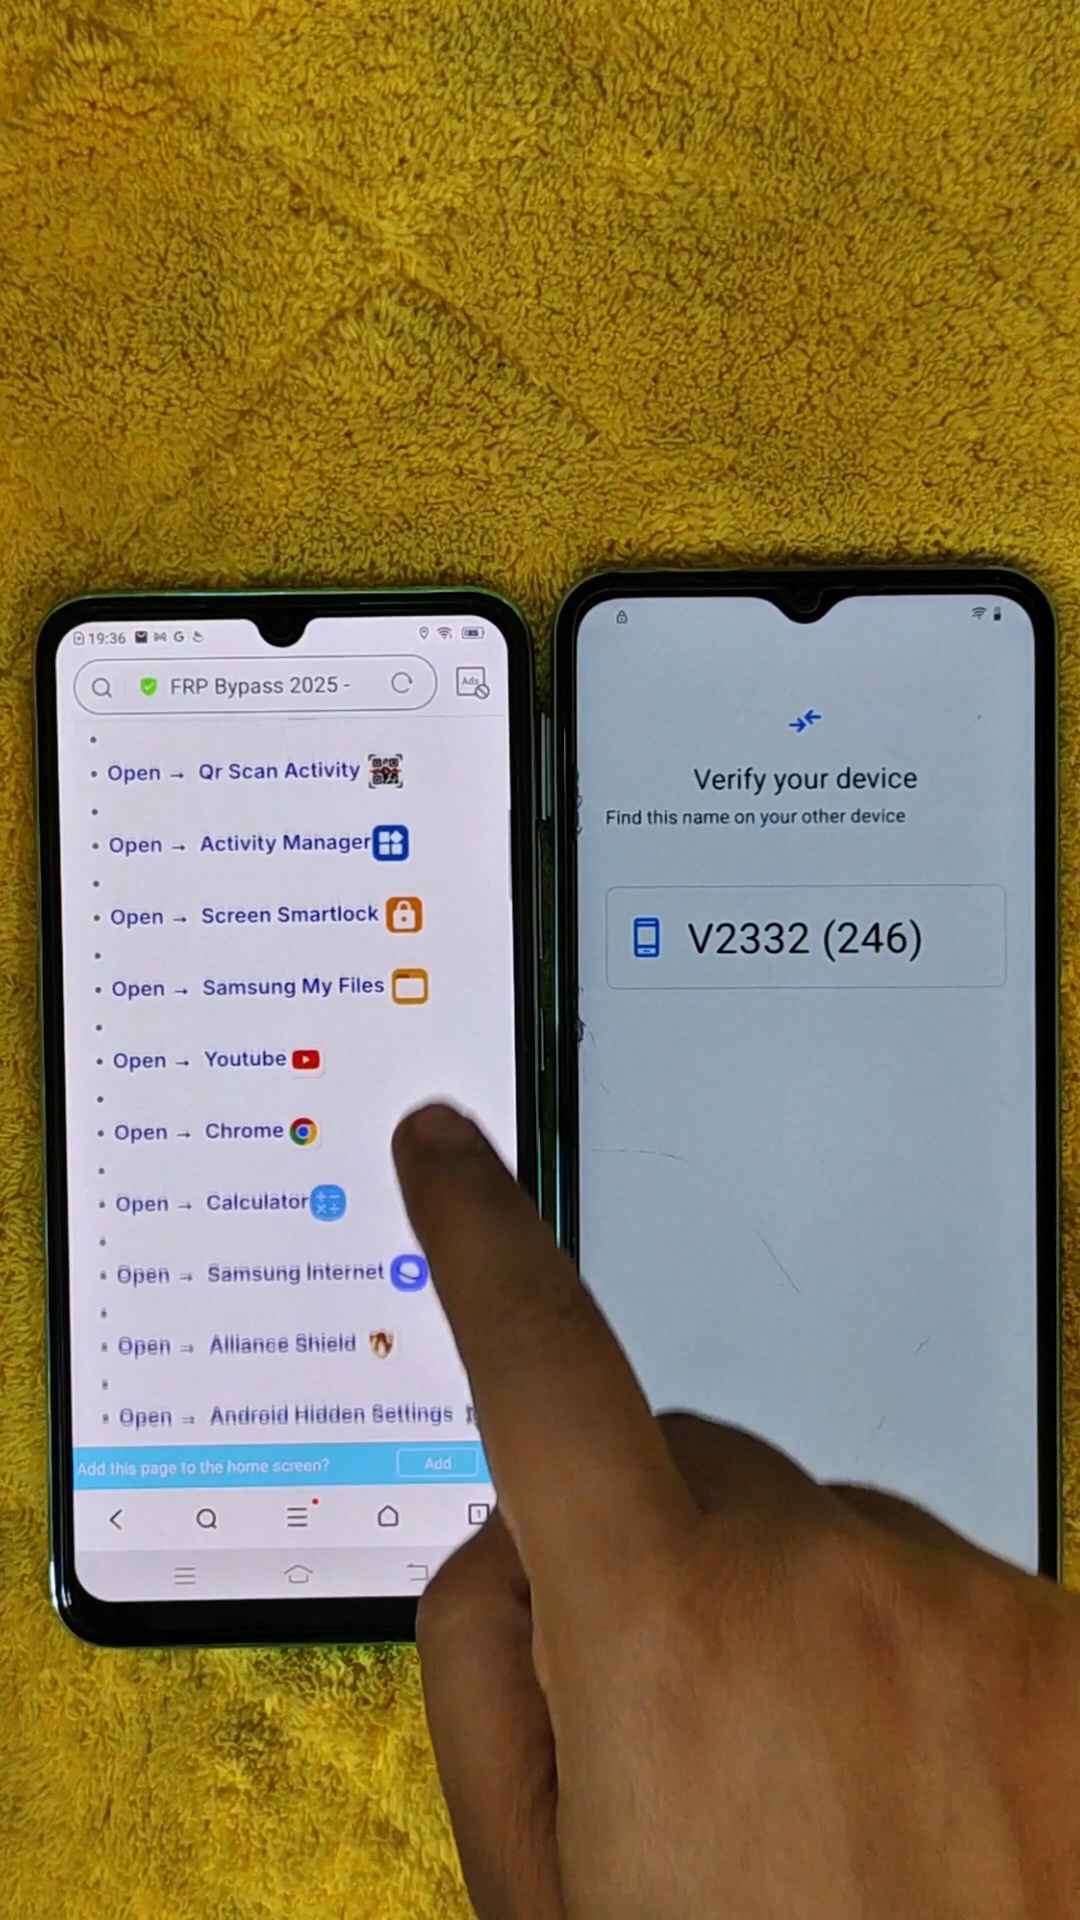 19:36
FRP Bypass 2025 -
Ads
Open → Qr Scan Activity
Open → Activity Manager
Open → Screen Smartlock
Open → Samsung My Files
Open → Youtube
Open → Chrome
Open → Calculator
Open → Samsung Internet
Open → Alliance Shield
Open → Android Hidden Settings
Add this page to the home screen?
Add
1
Verify your device
Find this name on your other device
V2332 (246)